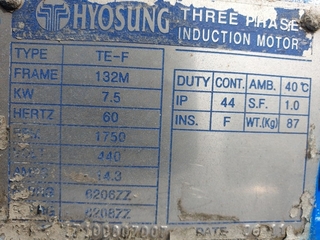 HYOSUNG THREE PHASE
INDUCTION MOTOR
TYPE TE-F
FRAME 132M
KW 7.5
HERTZ 60
1750
440
14.3
6206ZZ
6208ZZ
DUTY CONT. AMB. 40℃
IP 44 S.F. 1.0
INS. F WT.(Kg) 87